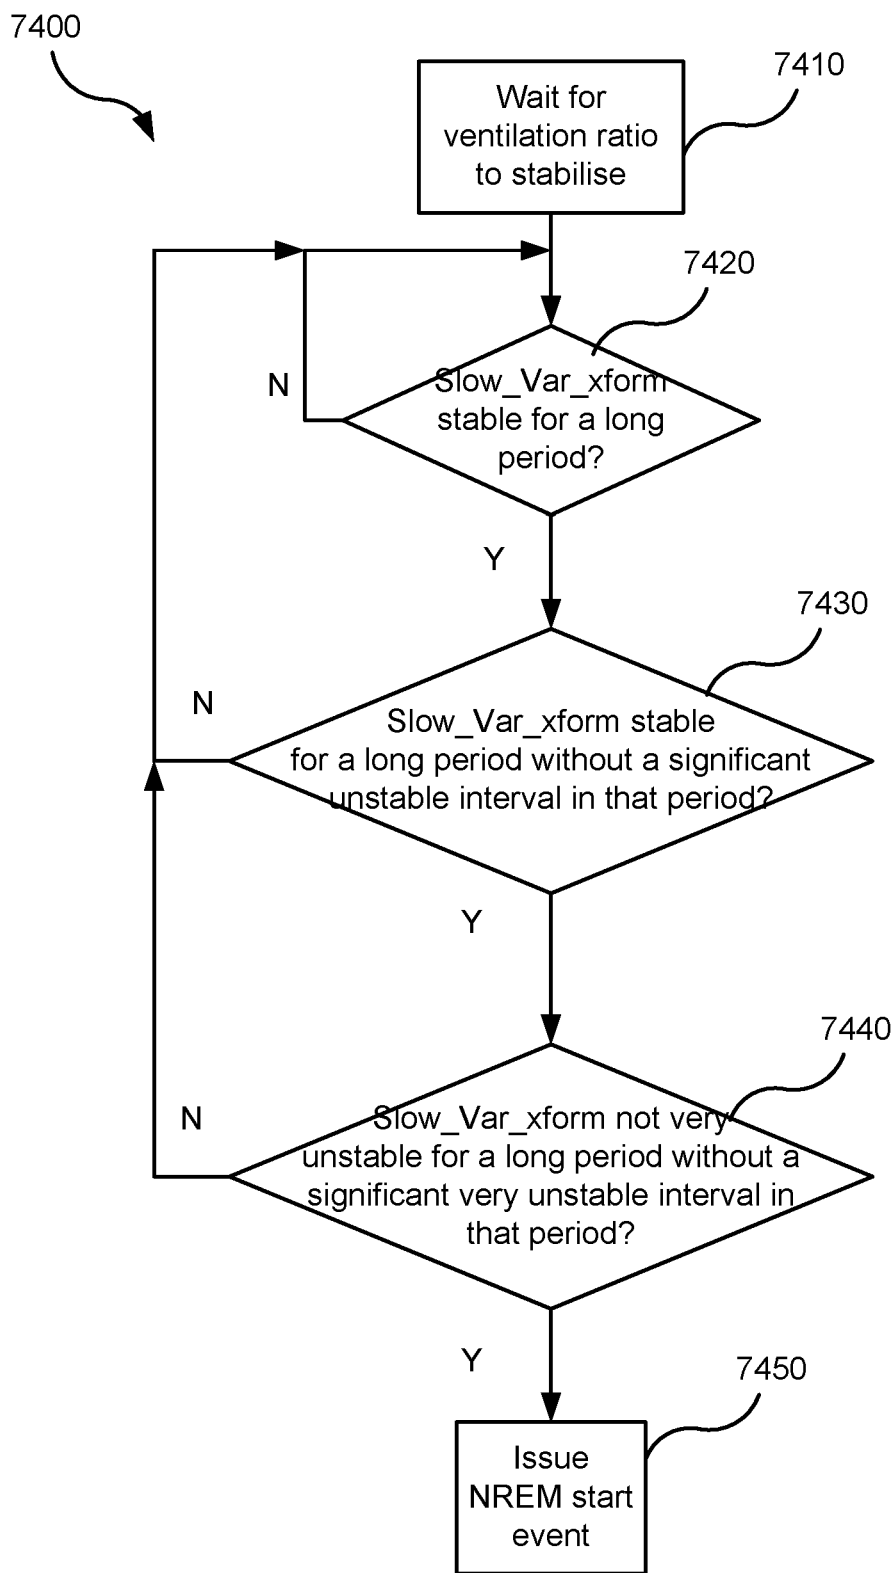 7400
7410
Wait for
ventilation ratio
to stabilise
7420
N
Slow_Var_xform
stable for a long
period?
Y
7430
N
Slow_Var_xform stable
for a long period without a significant
unstable interval in that period?
Y
7440
N
Slow_Var_xform not very
unstable for a long period without a
significant very unstable interval in
that period?
Y
7450
Issue
NREM start
event